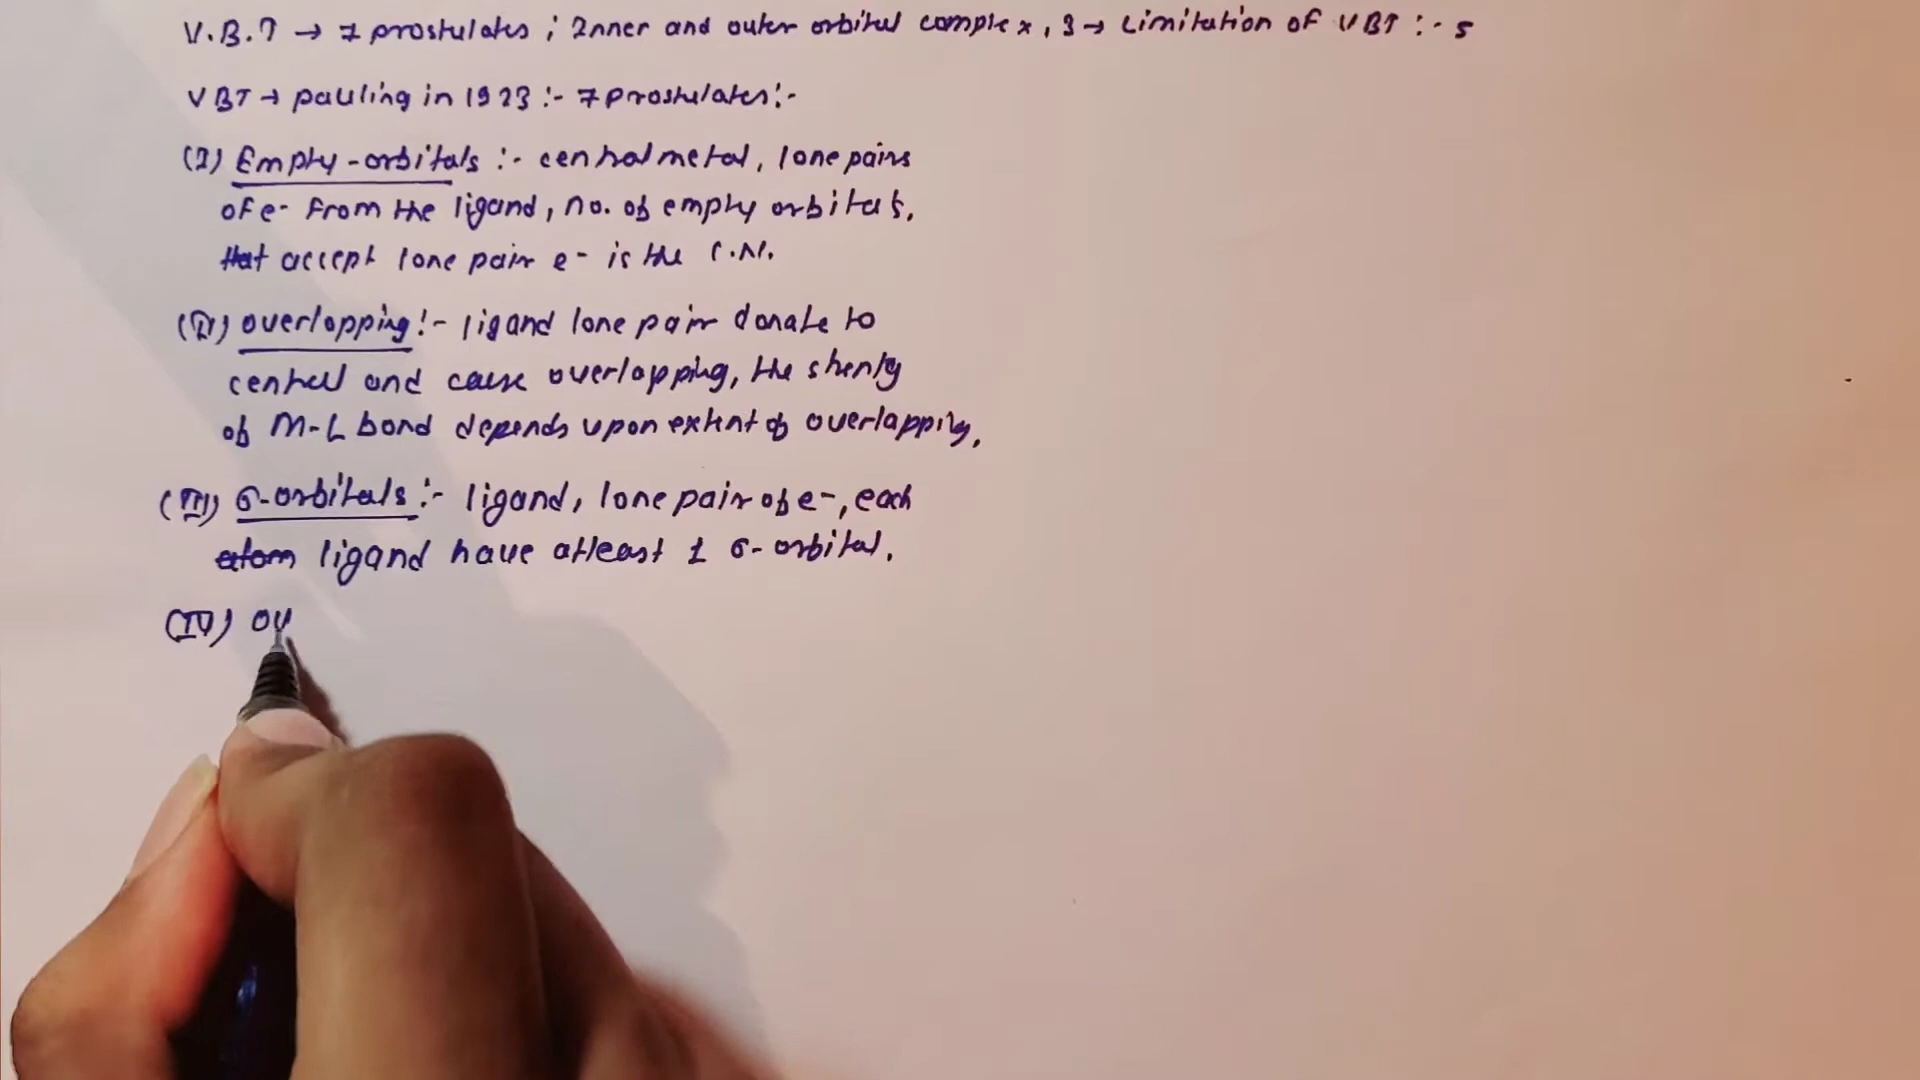 V.B.T → 7 prostulates ; Inner and outer orbital complex, 3 → Limitation of VBT :- 5
VBT → pauling in 1923 :- 7 prostulates :-
(I) Empty-orbitals :- central metal, lone pairs
of e- from the ligand, no. of empty orbitals,
that accept lone pair e- is the C.N.
(II) overlapping :- ligand lone pair donate to
central and cause overlapping, the
of M-L bond depends upon extent of overlapping.
(III) σ-orbitals :- ligand, lone pair of e-, each
atom ligand have atleast 1 σ-orbital.
(IV) ov